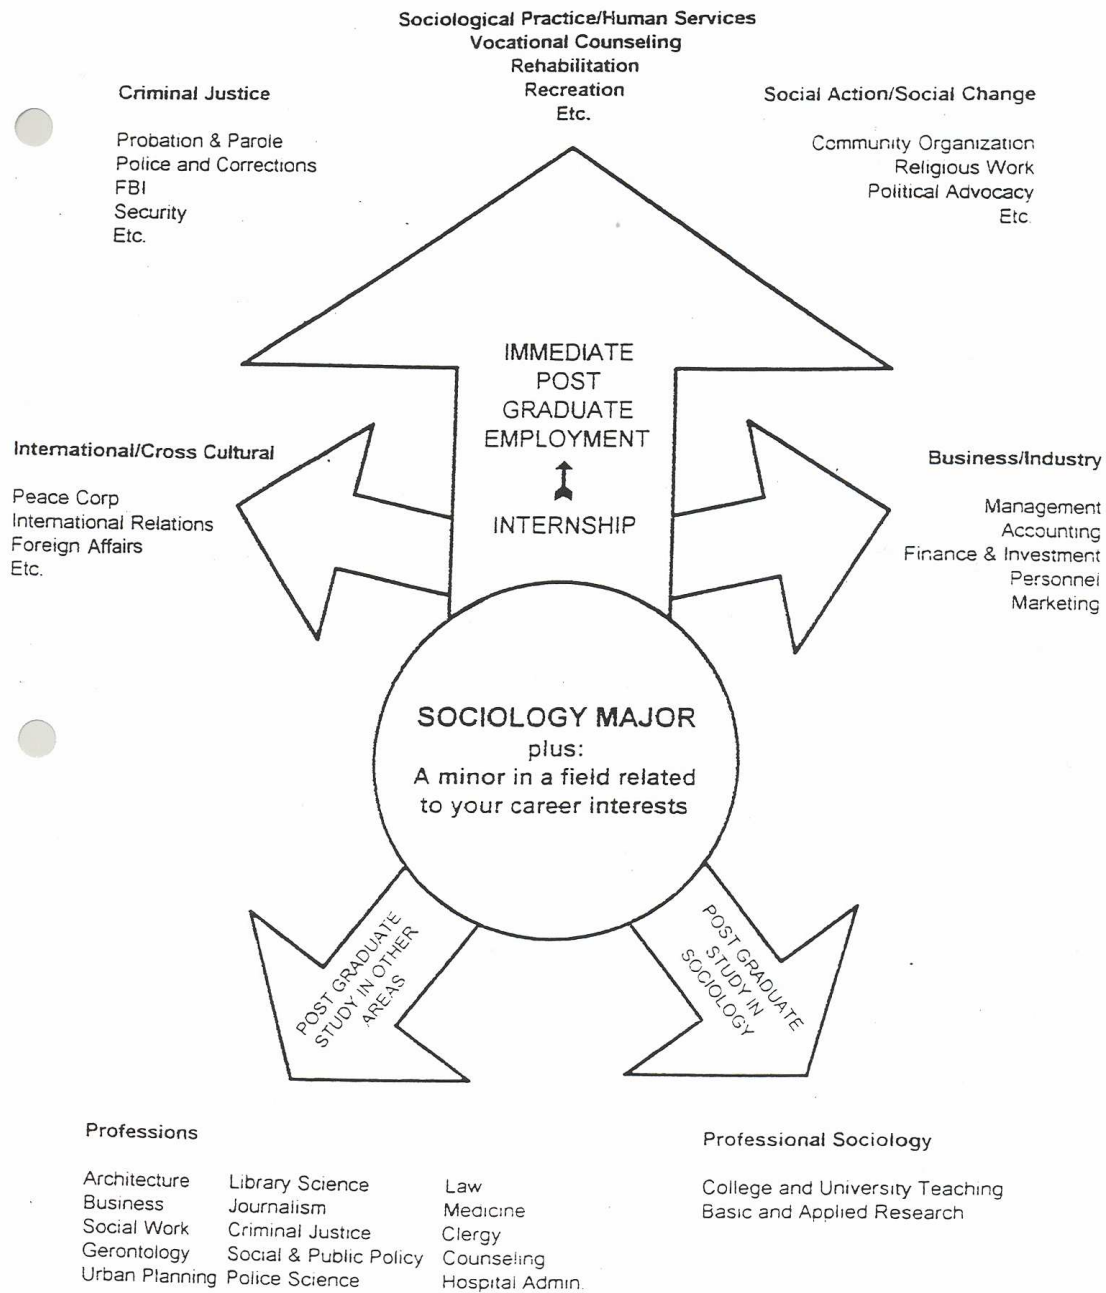 Sociological Practice/Human Services
Vocational Counseling
Rehabilitation
Recreation
Etc.
Criminal Justice
Probation & Parole
Police and Corrections
FBI
Security
Etc.
Social Action/Social Change
Community Organization
Religious Work
Political Advocacy
Etc.
IMMEDIATE
POST
GRADUATE
EMPLOYMENT
INTERNSHIP
International/Cross Cultural
Peace Corp
International Relations
Foreign Affairs
Etc.
Business/Industry
Management
Accounting
Finance & Investment
Personnel
Marketing
SOCIOLOGY MAJOR
plus:
A minor in a field related
to your career interests
POST GRADUATE
STUDY IN OTHER
AREAS
POST GRADUATE
STUDY IN
SOCIOLOGY
Professions
Architecture
Business
Social Work
Gerontology
Urban Planning
Library Science
Journalism
Criminal Justice
Social & Public Policy
Police Science
Law
Medicine
Clergy
Counseling
Hospital Admin.
Professional Sociology
College and University Teaching
Basic and Applied Research